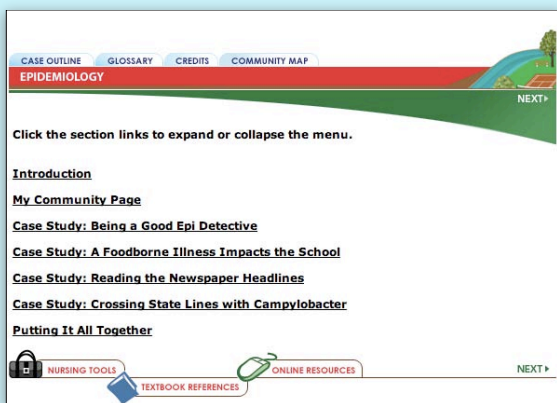 CASE OUTLINE GLOSSARY CREDITS COMMUNITY MAP
EPIDEMIOLOGY
NEXT
Click the section links to expand or collapse the menu.
Introduction
My Community Page
Case Study: Being a Good Epi Detective
Case Study: A Foodborne Illness Impacts the School
Case Study: Reading the Newspaper Headlines
Case Study: Crossing State Lines with Campylobacter
Putting It All Together
NURSING TOOLS
TEXTBOOK REFERENCES
ONLINE RESOURCES
NEXT